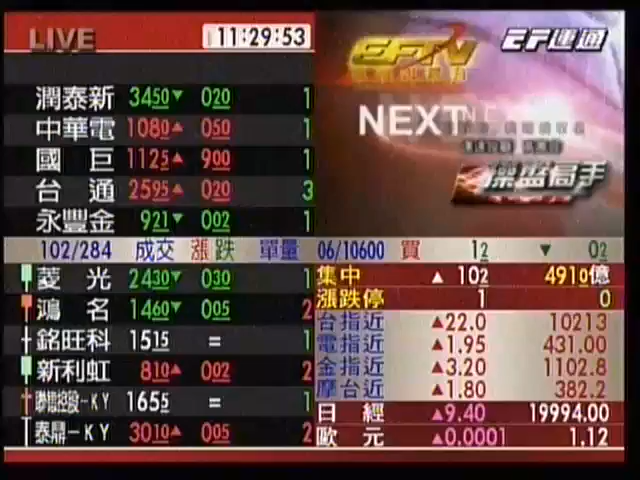 LIVE 11:29:53
EFTN EF運通
潤泰新 3450▼ 020 1
中華電 1080▲ 050 1
NEXT
國巨 1125▲ 900 1
台通 2595▲ 020 3
操盤高手
永豐金 921▼ 002 1
102/284 成交 漲跌 單量 06/10600 買 12 ▼ 02
菱光 2430▼ 030 1
集中 ▲ 102 4910億
鴻名 1460▼ 005 2
漲跌停 1 0
台指近 ▲22.0 10213
銘旺科 1515 = 1
電指近 ▲1.95 431.00
新利虹 810▲ 002 2
金指近 ▲3.20 1102.8
摩台近 ▲1.80 382.2
聯德控股-KY 1655 = 1
日經 ▲9.40 19994.00
泰鼎-KY 3010▲ 005 2
歐元 ▲0.0001 1.12